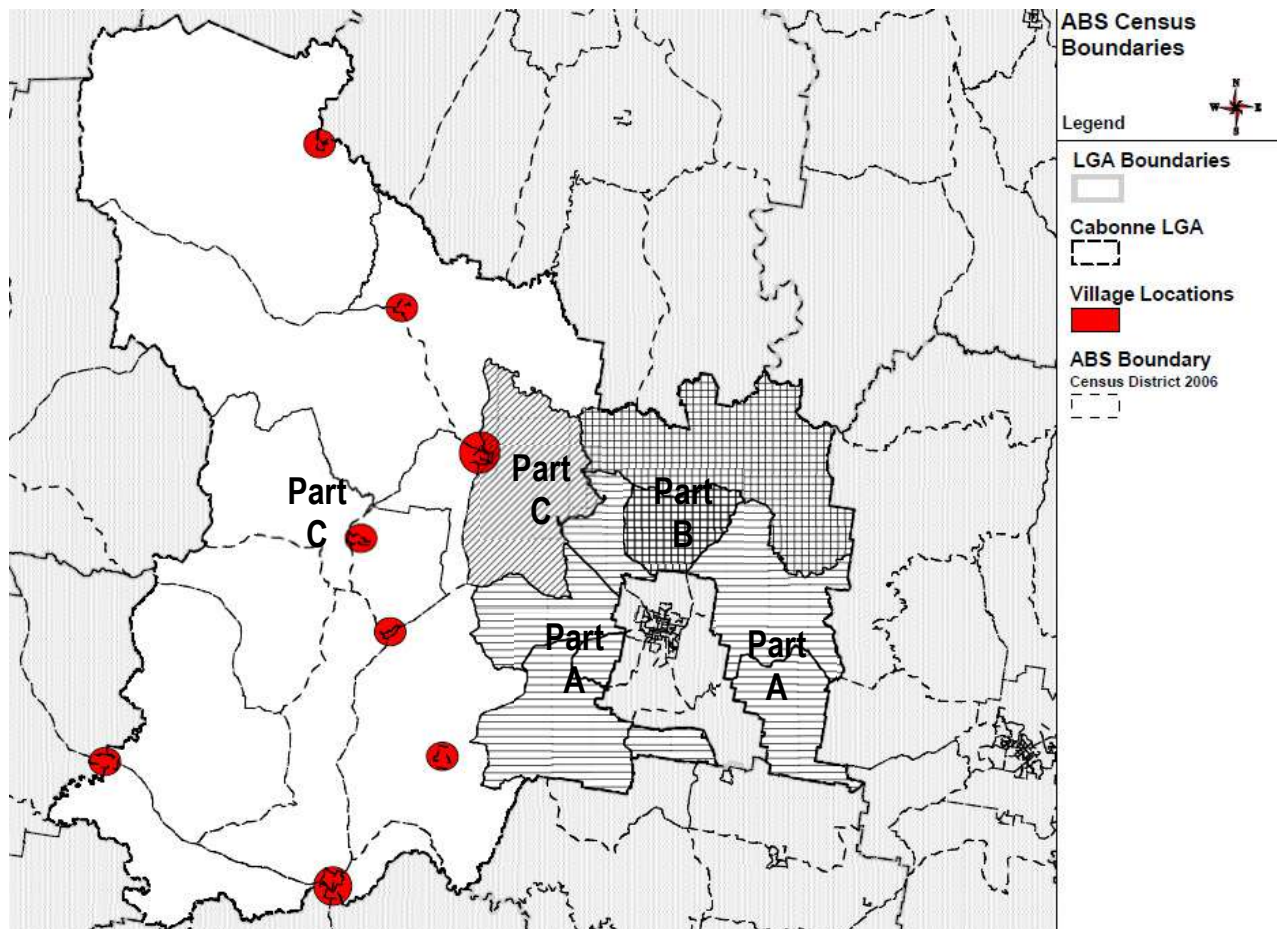 ABS Census
Boundaries
N
W E
S
Legend
LGA Boundaries
Cabonne LGA
Village Locations
ABS Boundary
Census District 2006
Part
C
Part
C
Part
B
Part
A
Part
A